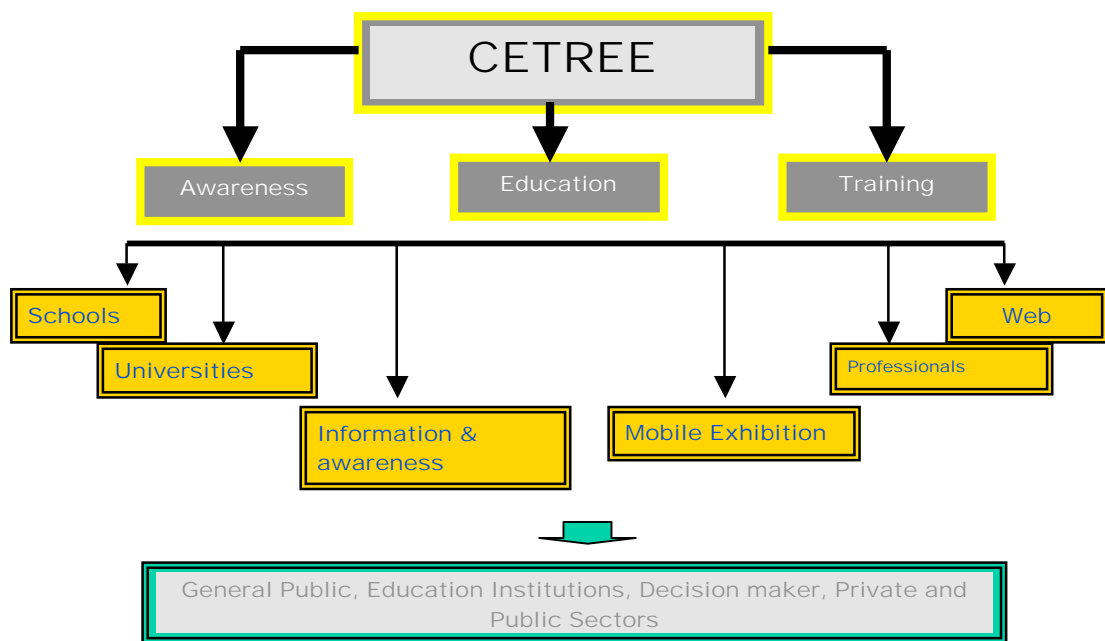 CETREE
Awareness
Education
Training
Schools
Web
Universities
Professionals
Information &
awareness
Mobile Exhibition
General Public, Education Institutions, Decision maker, Private and
Public Sectors